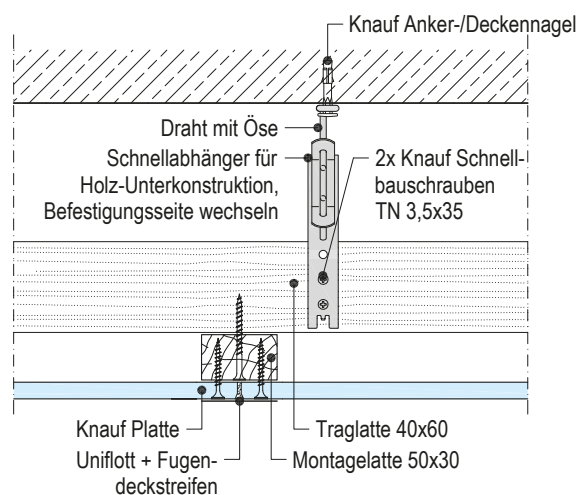 Knauf Anker-/Deckennagel
Draht mit Öse
Schnellabhänger für
Holz-Unterkonstruktion,
Befestigungsseite wechseln
2x Knauf Schnell-
bauschrauben
TN 3,5x35
Knauf Platte
Uniflott + Fugen-
deckstreifen
Traglatte 40x60
Montagelatte 50x30